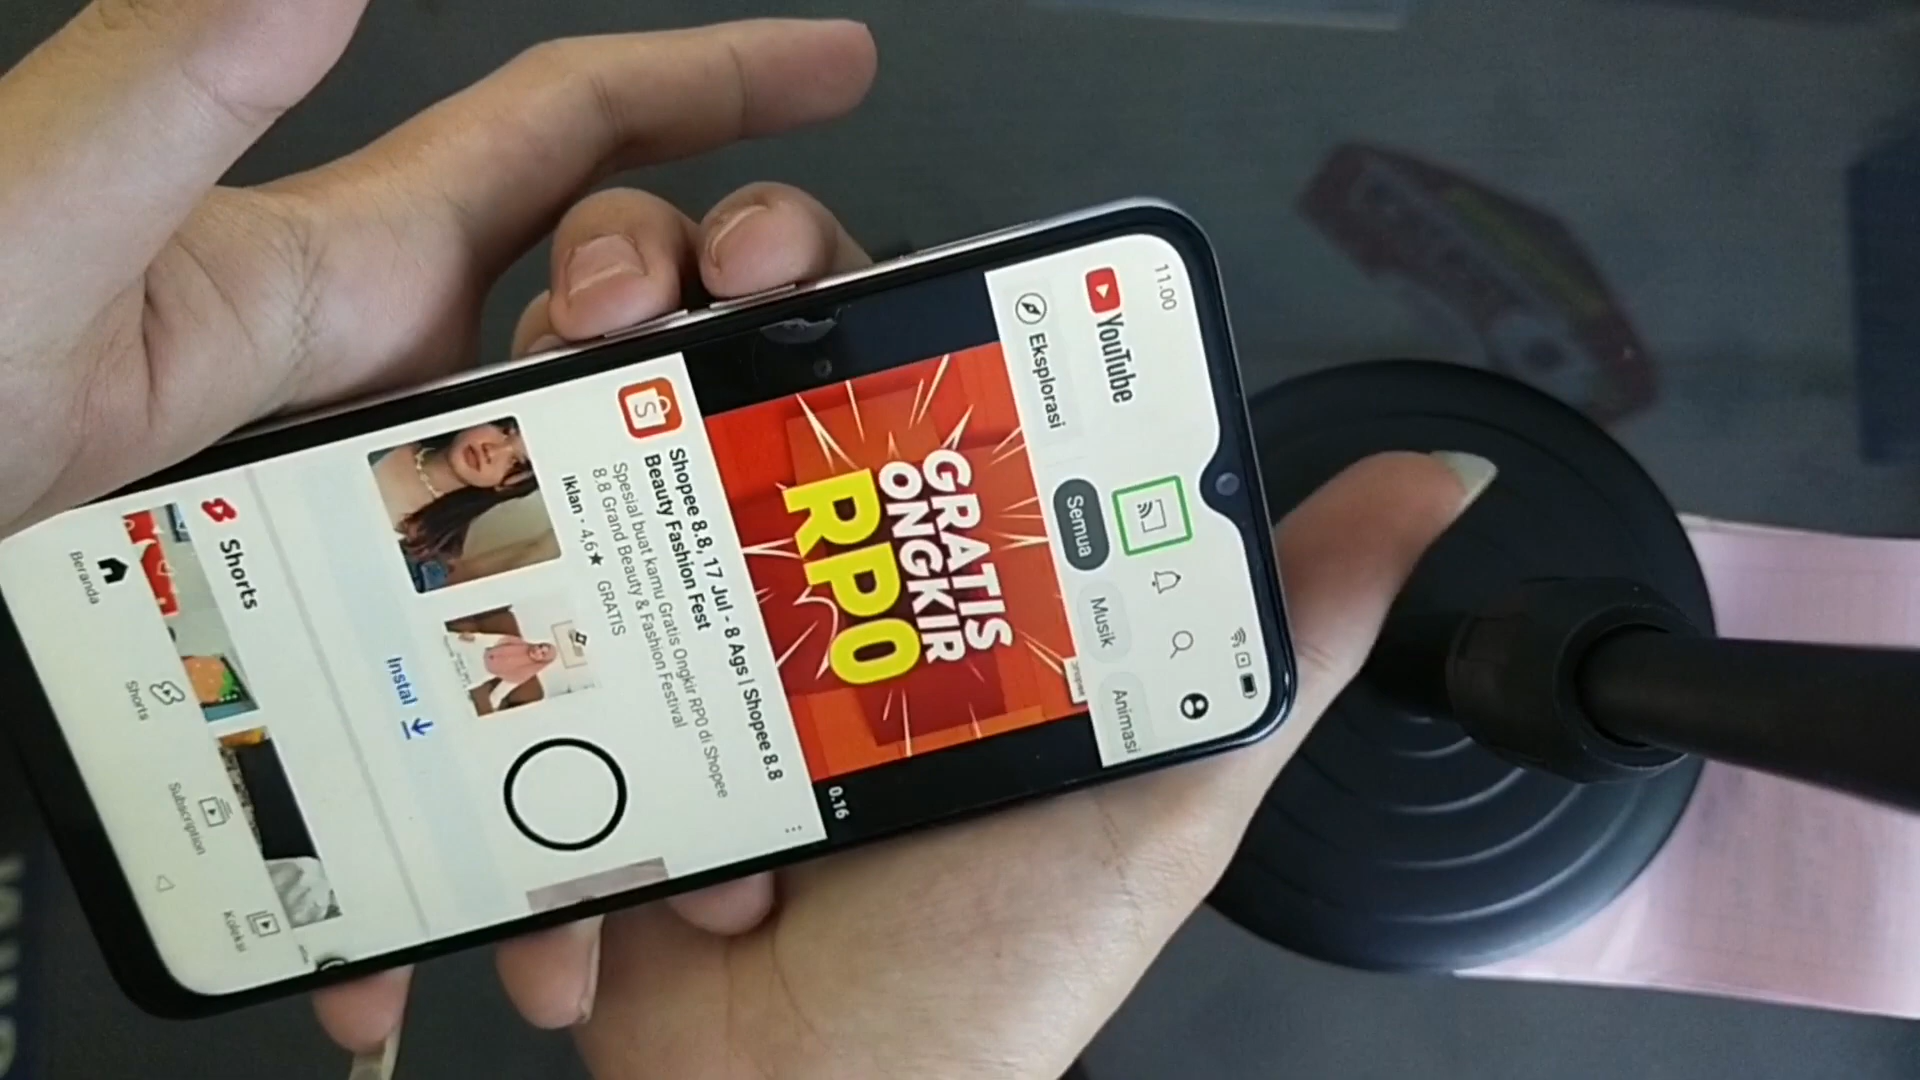 11.00
YouTube
Eksplorasi
Semua
Musik
Animasi
GRATIS
ONGKIR
RP0
Shopee
0.16
Shopee 8.8, 17 Jul - 8 Ags | Shopee 8.8
Beauty Fashion Fest
Spesial buat kamu Gratis Ongkir RP0 di Shopee
8.8 Grand Beauty & Fashion Festival
Iklan · 4,6★ GRATIS
Instal
Shorts
Beranda
Shorts
Subscription
Koleksi